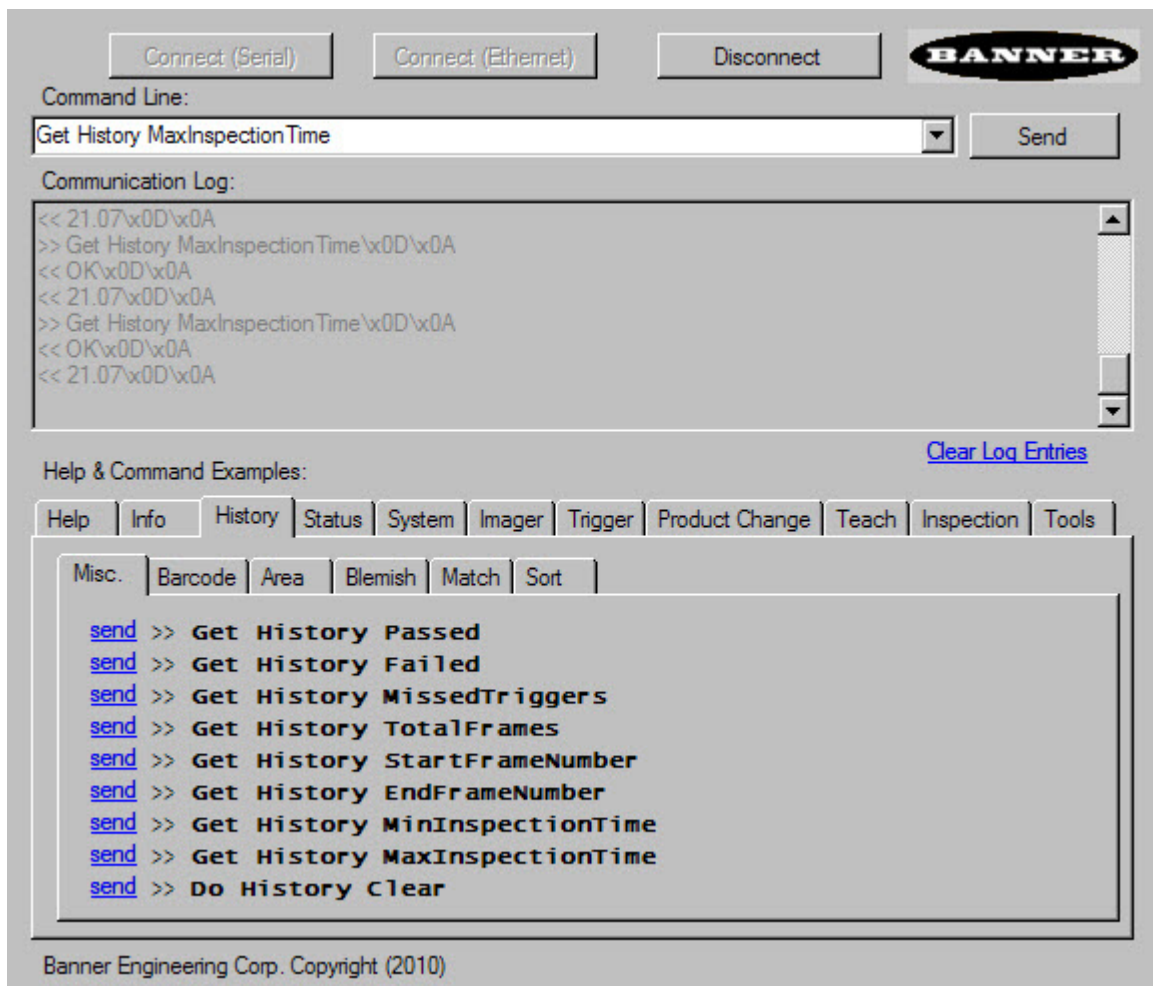 Connect (Serial) Connect (Ethernet) Disconnect BANNER
Command Line:
Get History MaxInspectionTime Send
Communication Log:
<< 21.07\x0D\x0A
>> Get History MaxInspectionTime\x0D\x0A
<< OK\x0D\x0A
<< 21.07\x0D\x0A
>> Get History MaxInspectionTime\x0D\x0A
<< OK\x0D\x0A
<< 21.07\x0D\x0A
Clear Log Entries
Help & Command Examples:
Help Info History Status System Imager Trigger Product Change Teach Inspection Tools
Misc. Barcode Area Blemish Match Sort
send >> Get History Passed
send >> Get History Failed
send >> Get History MissedTriggers
send >> Get History TotalFrames
send >> Get History StartFrameNumber
send >> Get History EndFrameNumber
send >> Get History MinInspectionTime
send >> Get History MaxInspectionTime
send >> Do History Clear
Banner Engineering Corp. Copyright (2010)